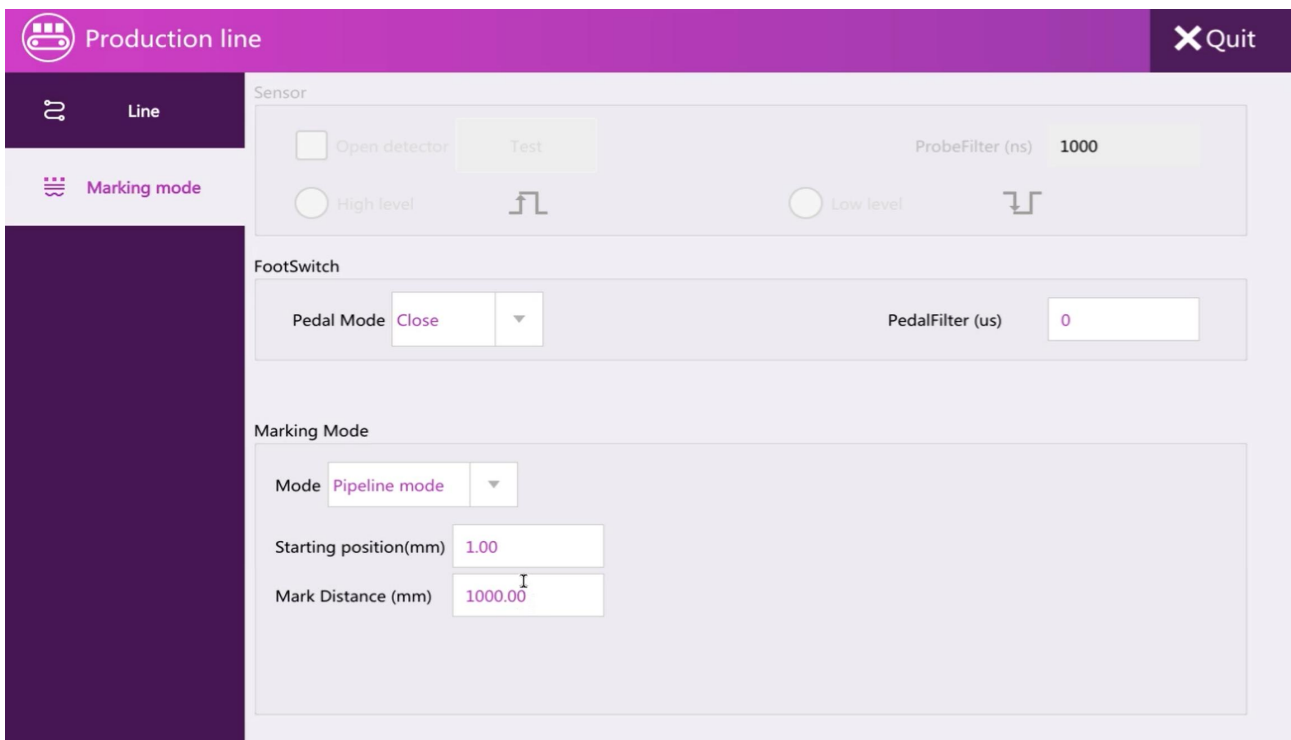 Production line
Quit
Line
Marking mode
Sensor
Open detector Test ProbeFilter (ns) 1000
High level Low level
FootSwitch
Pedal Mode Close PedalFilter (us) 0
Marking Mode
Mode Pipeline mode
Starting position(mm) 1.00
Mark Distance (mm) 1000.00